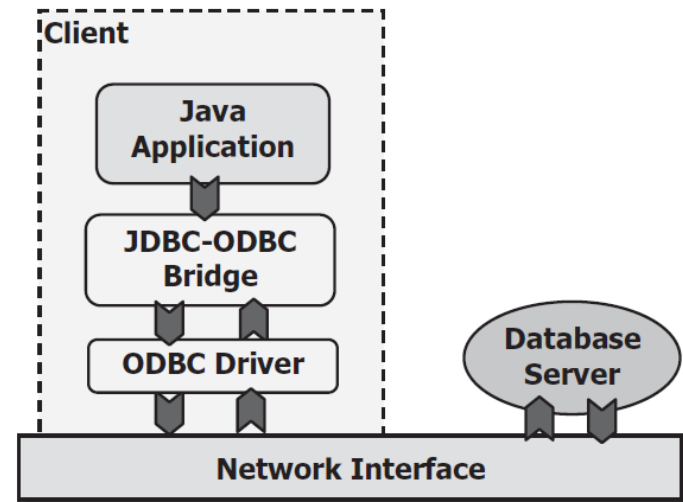 Client
Java
Application
JDBC-ODBC
Bridge
ODBC Driver
Database
Server
Network Interface